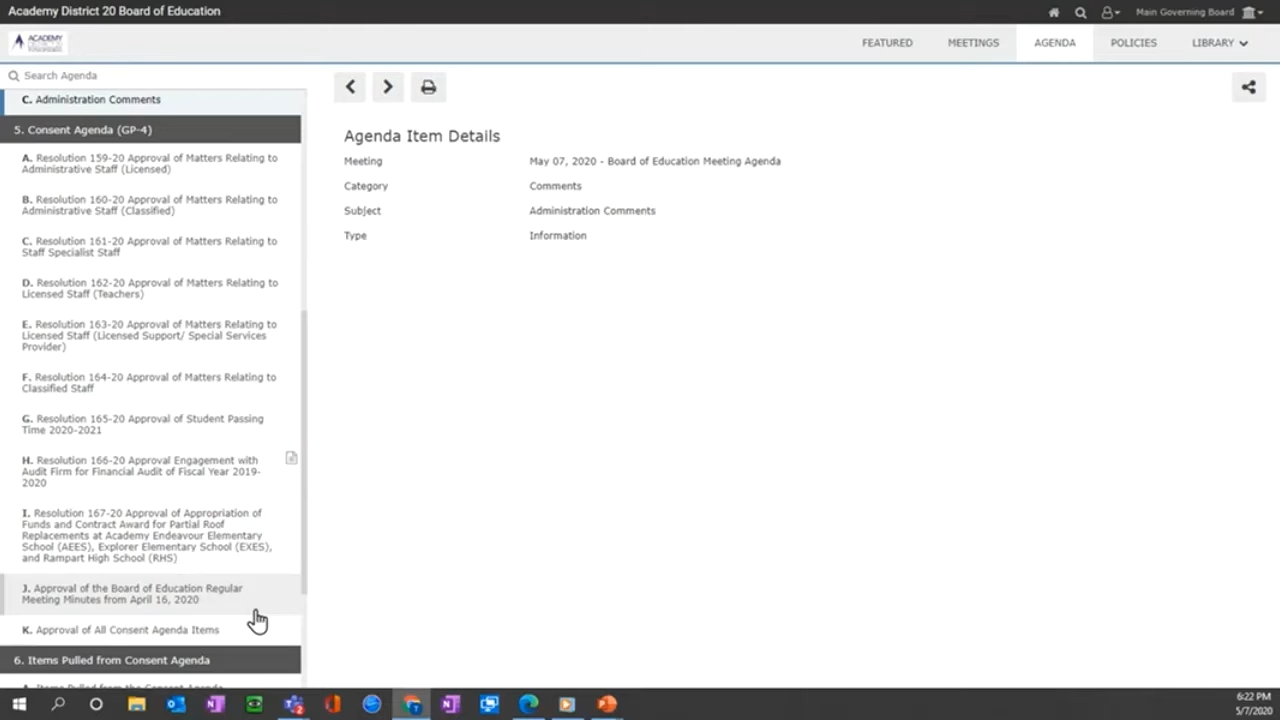 Academy District 20 Board of Education
Main Governing Board
ACADEMY
FEATURED
MEETINGS
AGENDA
POLICIES
LIBRARY
Search Agenda
C. Administration Comments
5. Consent Agenda (GP-4)
A. Resolution 159-20 Approval of Matters Relating to
Administrative Staff (Licensed)
B. Resolution 160-20 Approval of Matters Relating to
Administrative Staff (Classified)
C. Resolution 161-20 Approval of Matters Relating to
Staff Specialist Staff
D. Resolution 162-20 Approval of Matters Relating to
Licensed Staff (Teachers)
E. Resolution 163-20 Approval of Matters Relating to
Licensed Staff (Licensed Support/ Special Services
Provider)
F. Resolution 164-20 Approval of Matters Relating to
Classified Staff
G. Resolution 165-20 Approval of Student Passing
Time 2020-2021
H. Resolution 166-20 Approval Engagement with
Audit Firm for Financial Audit of Fiscal Year 2019-
2020
I. Resolution 167-20 Approval of Appropriation of
Funds and Contract Award for Partial Roof
Replacements at Academy Endeavour Elementary
School (AEES), Explorer Elementary School (EXES),
and Rampart High School (RHS)
J. Approval of the Board of Education Regular
Meeting Minutes from April 16, 2020
K. Approval of All Consent Agenda Items
6. Items Pulled from Consent Agenda
A. Items Pulled from the Consent Agenda
Agenda Item Details
Meeting May 07, 2020 - Board of Education Meeting Agenda
Category Comments
Subject Administration Comments
Type Information
6:22 PM
5/7/2020